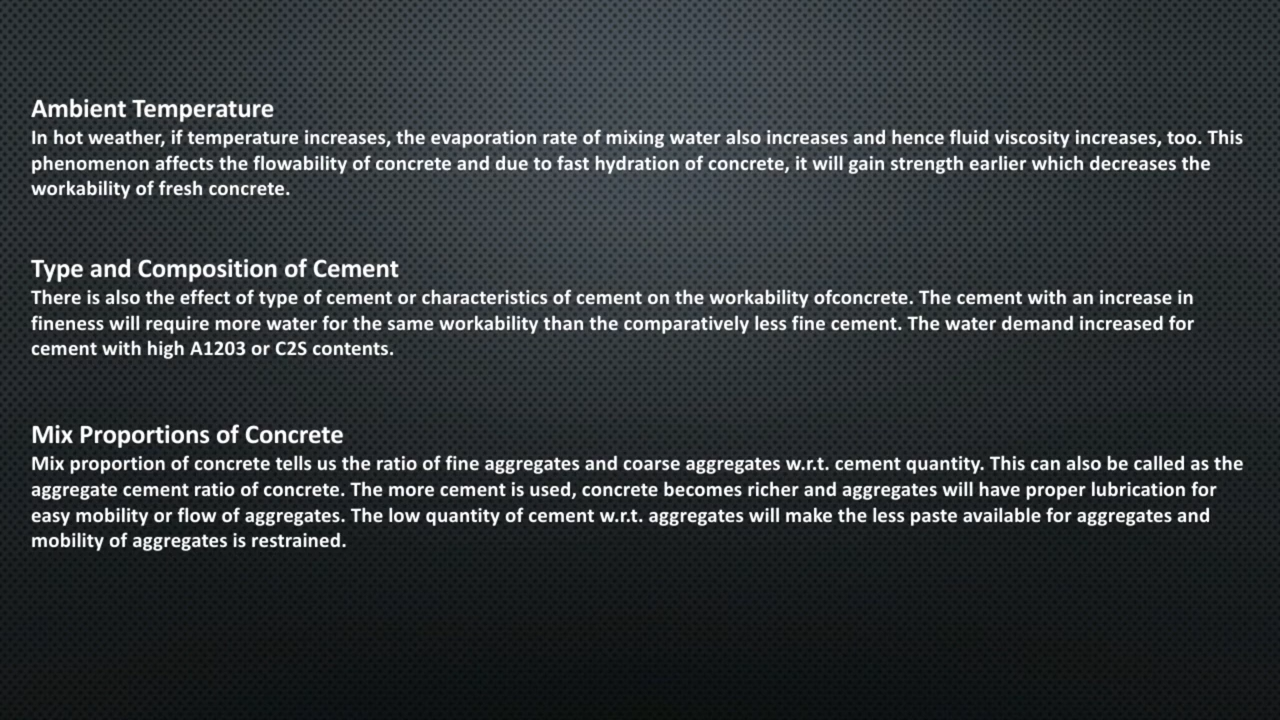 Ambient Temperature
In hot weather, if temperature increases, the evaporation rate of mixing water also increases and hence fluid viscosity increases, too. This
phenomenon affects the flowability of concrete and due to fast hydration of concrete, it will gain strength earlier which decreases the
workability of fresh concrete.
Type and Composition of Cement
There is also the effect of type of cement or characteristics of cement on the workability ofconcrete. The cement with an increase in
fineness will require more water for the same workability than the comparatively less fine cement. The water demand increased for
cement with high A1203 or C2S contents.
Mix Proportions of Concrete
Mix proportion of concrete tells us the ratio of fine aggregates and coarse aggregates w.r.t. cement quantity. This can also be called as the
aggregate cement ratio of concrete. The more cement is used, concrete becomes richer and aggregates will have proper lubrication for
easy mobility or flow of aggregates. The low quantity of cement w.r.t. aggregates will make the less paste available for aggregates and
mobility of aggregates is restrained.